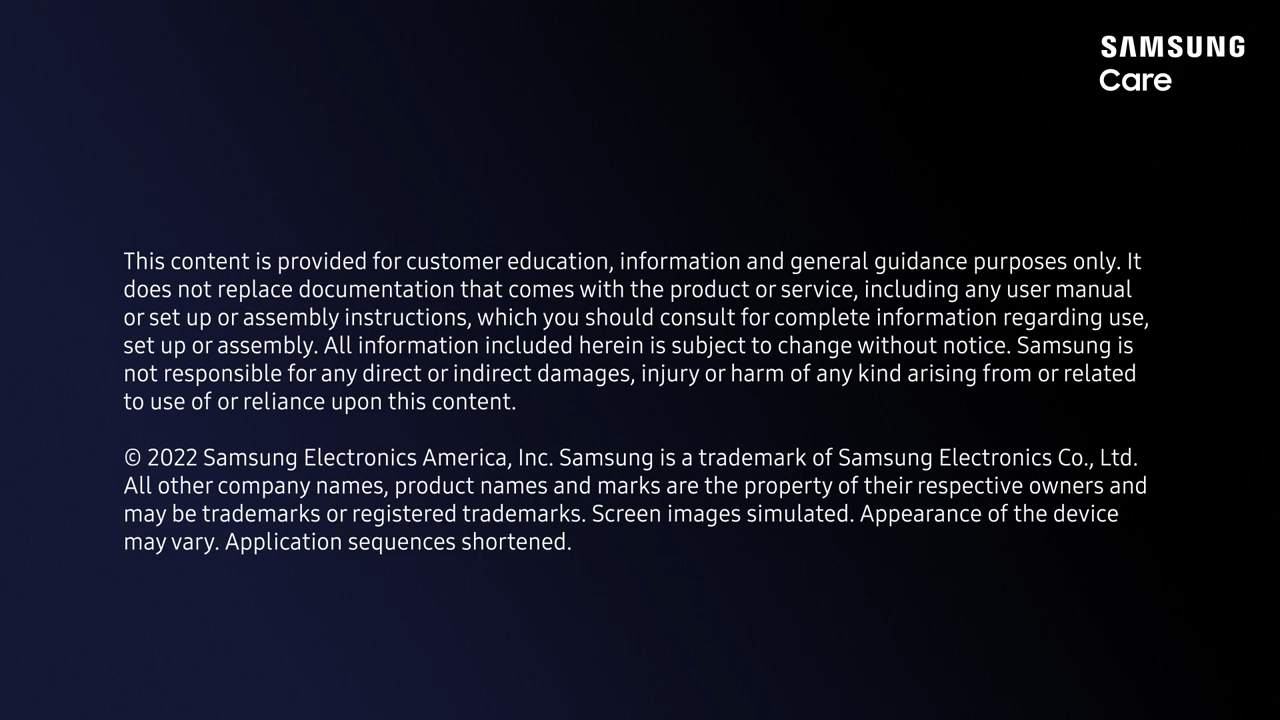 SAMSUNG
Care
This content is provided for customer education, information and general guidance purposes only. It
does not replace documentation that comes with the product or service, including any user manual
or set up or assembly instructions, which you should consult for complete information regarding use,
set up or assembly. All information included herein is subject to change without notice. Samsung is
not responsible for any direct or indirect damages, injury or harm of any kind arising from or related
to use of or reliance upon this content.
© 2022 Samsung Electronics America, Inc. Samsung is a trademark of Samsung Electronics Co., Ltd.
All other company names, product names and marks are the property of their respective owners and
may be trademarks or registered trademarks. Screen images simulated. Appearance of the device
may vary. Application sequences shortened.